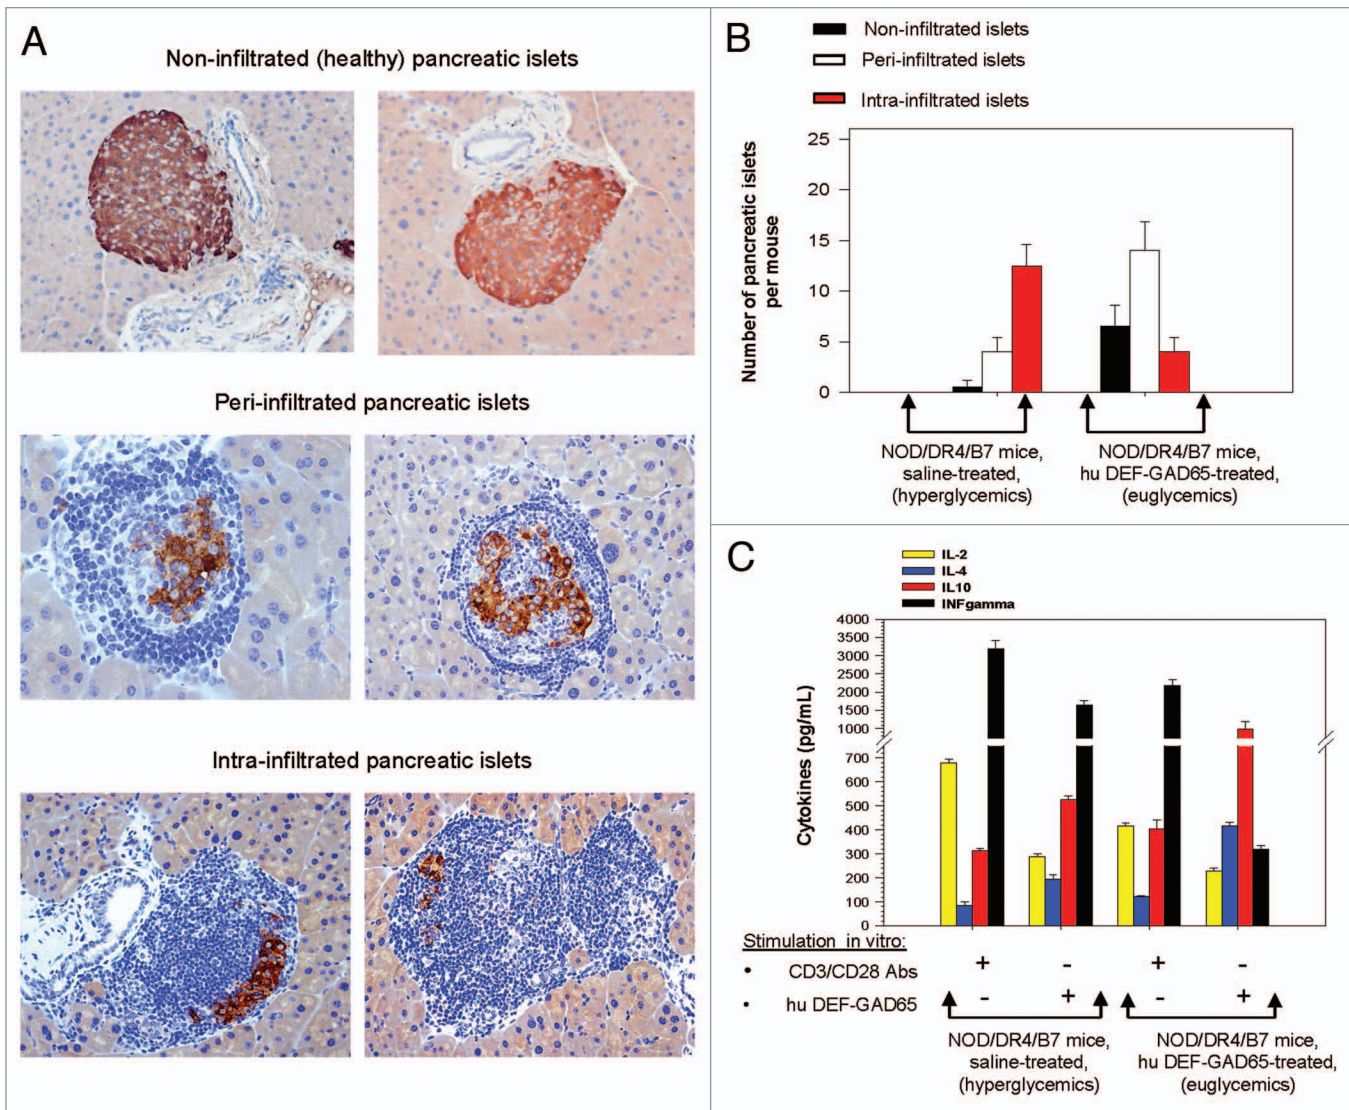 A
Non-infiltrated (healthy) pancreatic islets
Peri-infiltrated pancreatic islets
Intra-infiltrated pancreatic islets
B
Non-infiltrated islets
Peri-infiltrated islets
Intra-infiltrated islets
Number of pancreatic islets
per mouse
25
20
15
10
5
0
NOD/DR4/B7 mice,
saline-treated,
(hyperglycemics)
NOD/DR4/B7 mice,
hu DEF-GAD65-treated,
(euglycemics)
C
IL-2
IL-4
IL10
INFgamma
Cytokines (pg/mL)
4000
3500
3000
2500
2000
1500
1000
700
600
500
400
300
200
100
0
Stimulation in vitro:
• CD3/CD28 Abs + - + -
• hu DEF-GAD65 - + - +
NOD/DR4/B7 mice,
saline-treated,
(hyperglycemics)
NOD/DR4/B7 mice,
hu DEF-GAD65-treated,
(euglycemics)